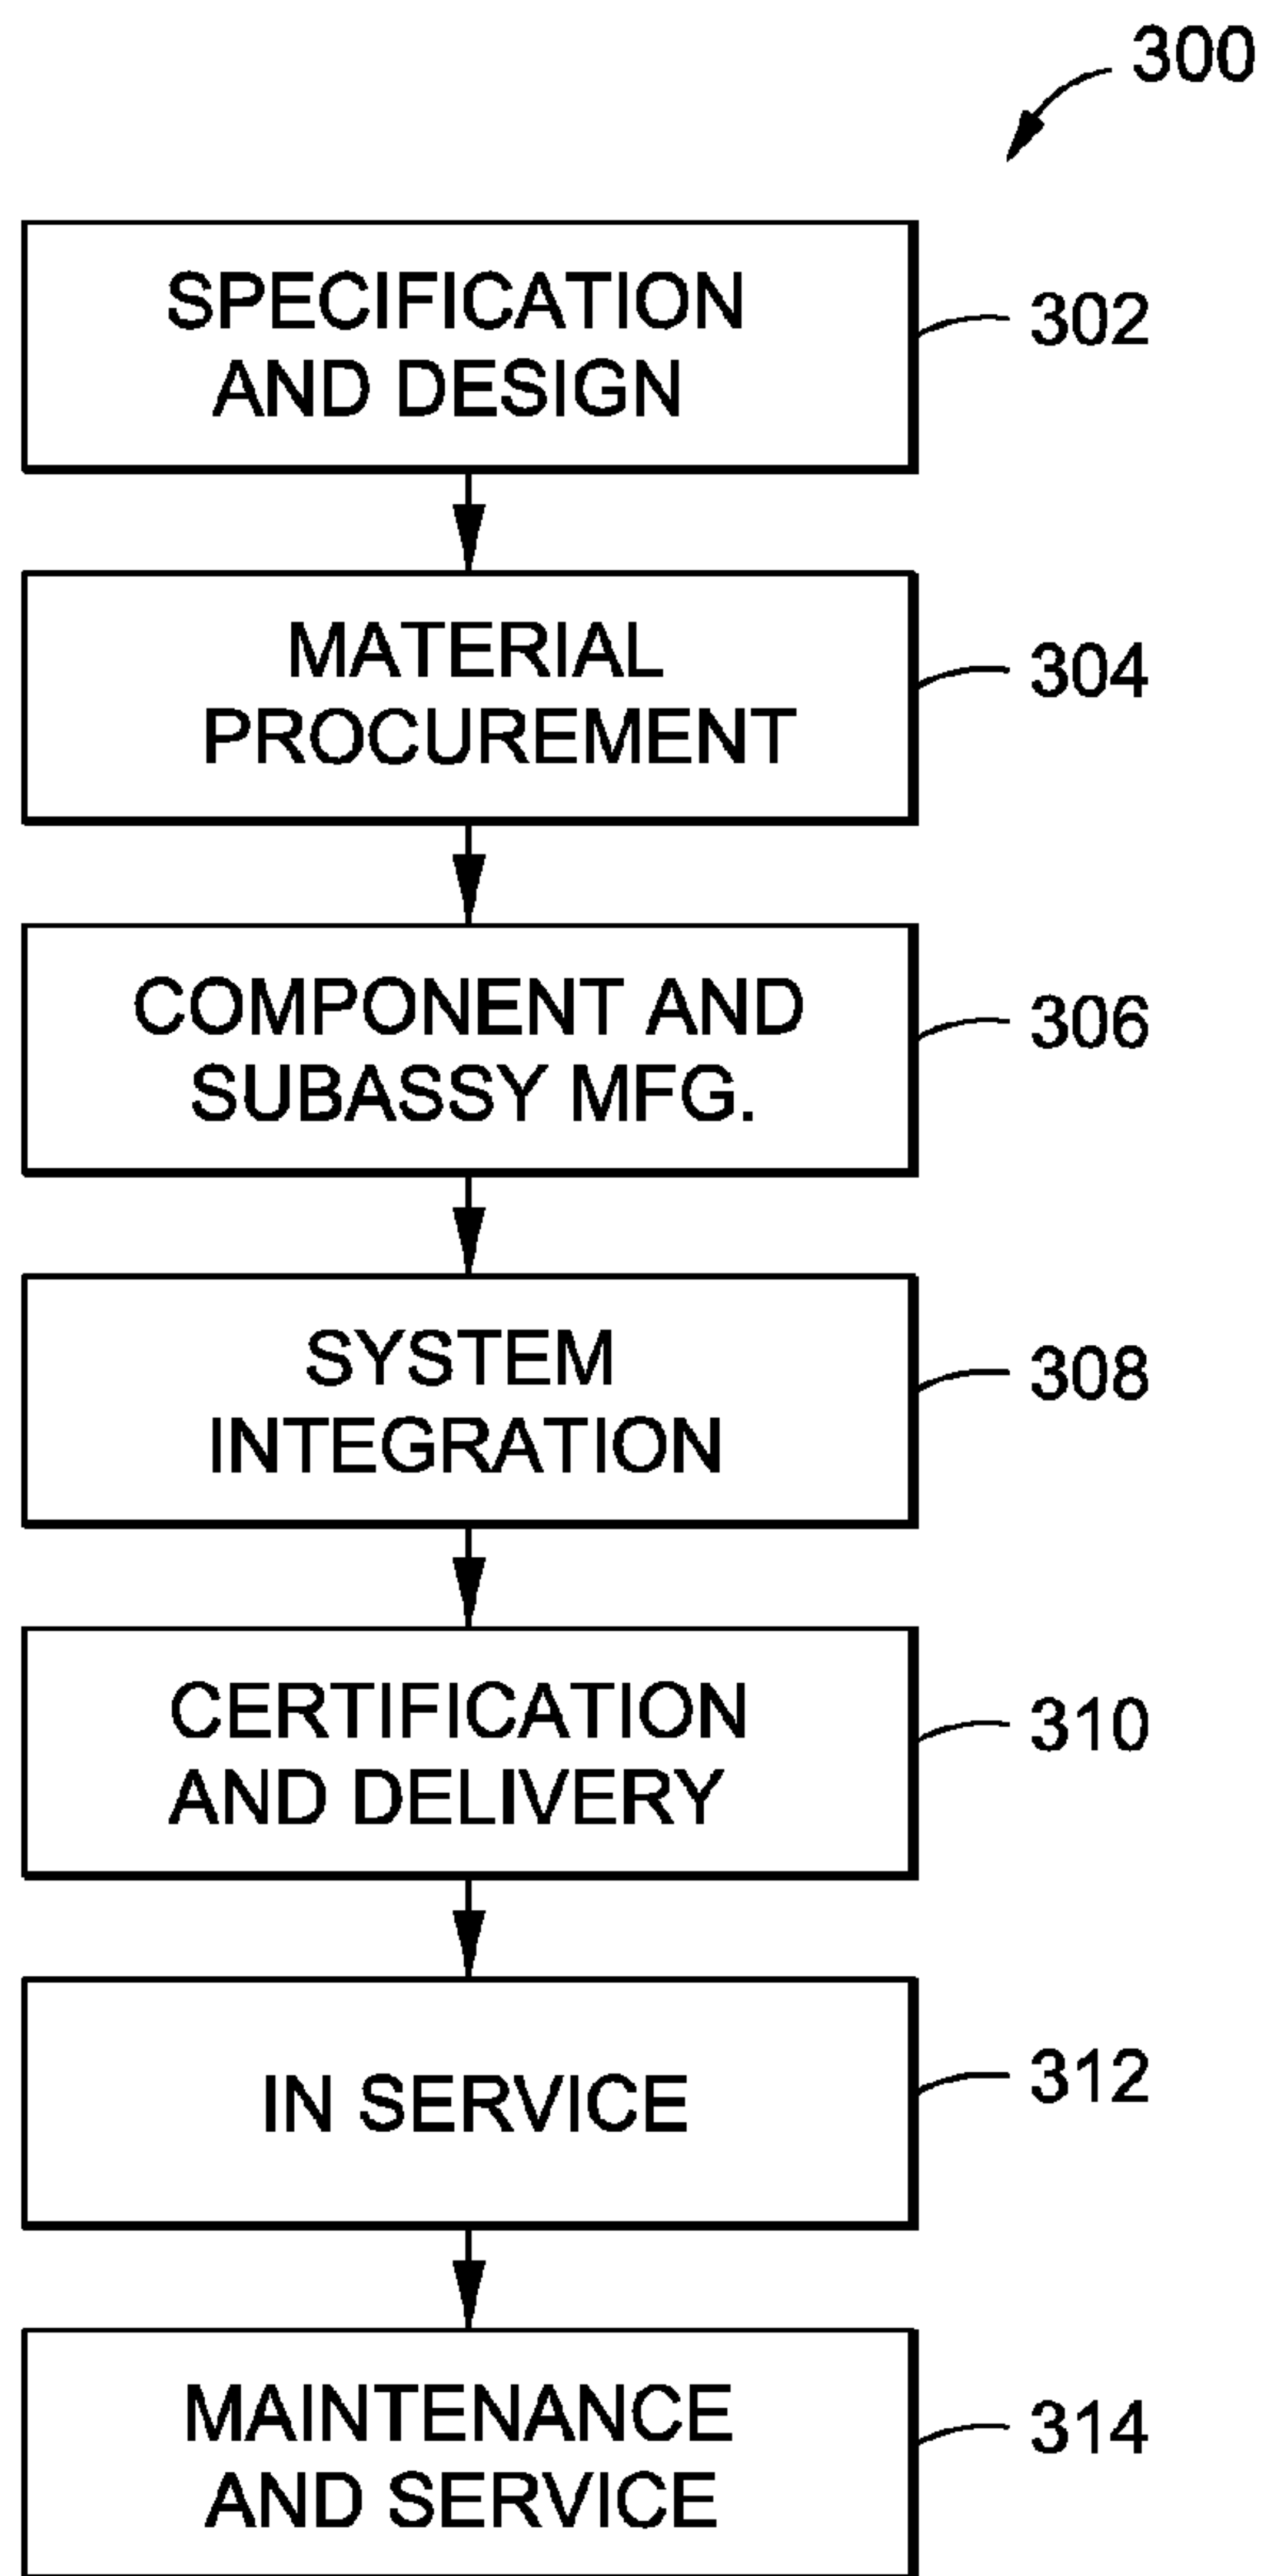 300
SPECIFICATION
AND DESIGN
302
MATERIAL
PROCUREMENT
304
COMPONENT AND
SUBASSY MFG.
306
SYSTEM
INTEGRATION
308
CERTIFICATION
AND DELIVERY
310
IN SERVICE
312
MAINTENANCE
AND SERVICE
314